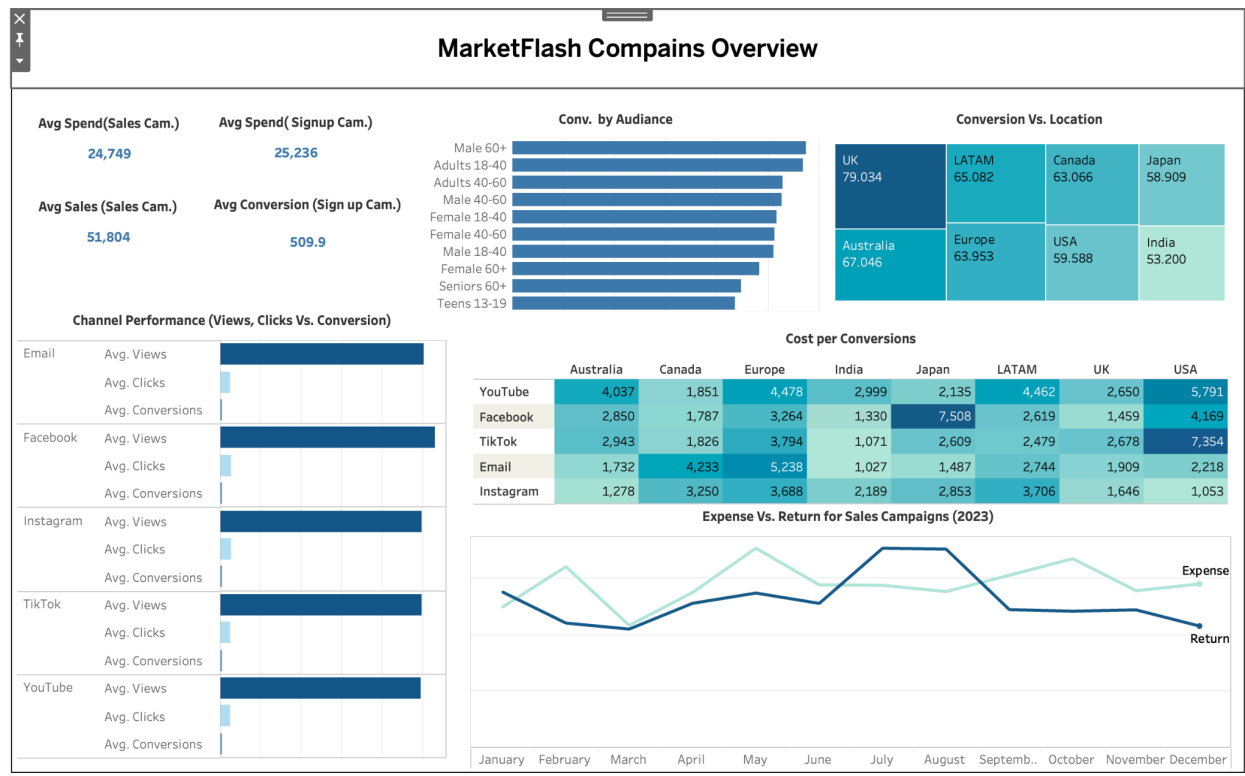 MarketFlash Compains Overview
Avg Spend(Sales Cam.)
24,749
Avg Spend( Signup Cam.)
25,236
Avg Sales (Sales Cam.)
51,804
Avg Conversion (Sign up Cam.)
509.9
Conv. by Audiance
Male 60+
Adults 18-40
Adults 40-60
Male 40-60
Female 18-40
Female 40-60
Male 18-40
Female 60+
Seniors 60+
Teens 13-19
Conversion Vs. Location
UK
79.034
LATAM
65.082
Canada
63.066
Japan
58.909
Australia
67.046
Europe
63.953
USA
59.588
India
53.200
Channel Performance (Views, Clicks Vs. Conversion)
Email Avg. Views
Avg. Clicks
Avg. Conversions
Facebook Avg. Views
Avg. Clicks
Avg. Conversions
Instagram Avg. Views
Avg. Clicks
Avg. Conversions
TikTok Avg. Views
Avg. Clicks
Avg. Conversions
YouTube Avg. Views
Avg. Clicks
Avg. Conversions
Cost per Conversions
Australia Canada Europe India Japan LATAM UK USA
YouTube 4,037 1,851 4,478 2,999 2,135 4,462 2,650 5,791
Facebook 2,850 1,787 3,264 1,330 7,508 2,619 1,459 4,169
TikTok 2,943 1,826 3,794 1,071 2,609 2,479 2,678 7,354
Email 1,732 4,233 5,238 1,027 1,487 2,744 1,909 2,218
Instagram 1,278 3,250 3,688 2,189 2,853 3,706 1,646 1,053
Expense Vs. Return for Sales Campaigns (2023)
Expense
Return
January February March April May June July August Septemb.. October November December